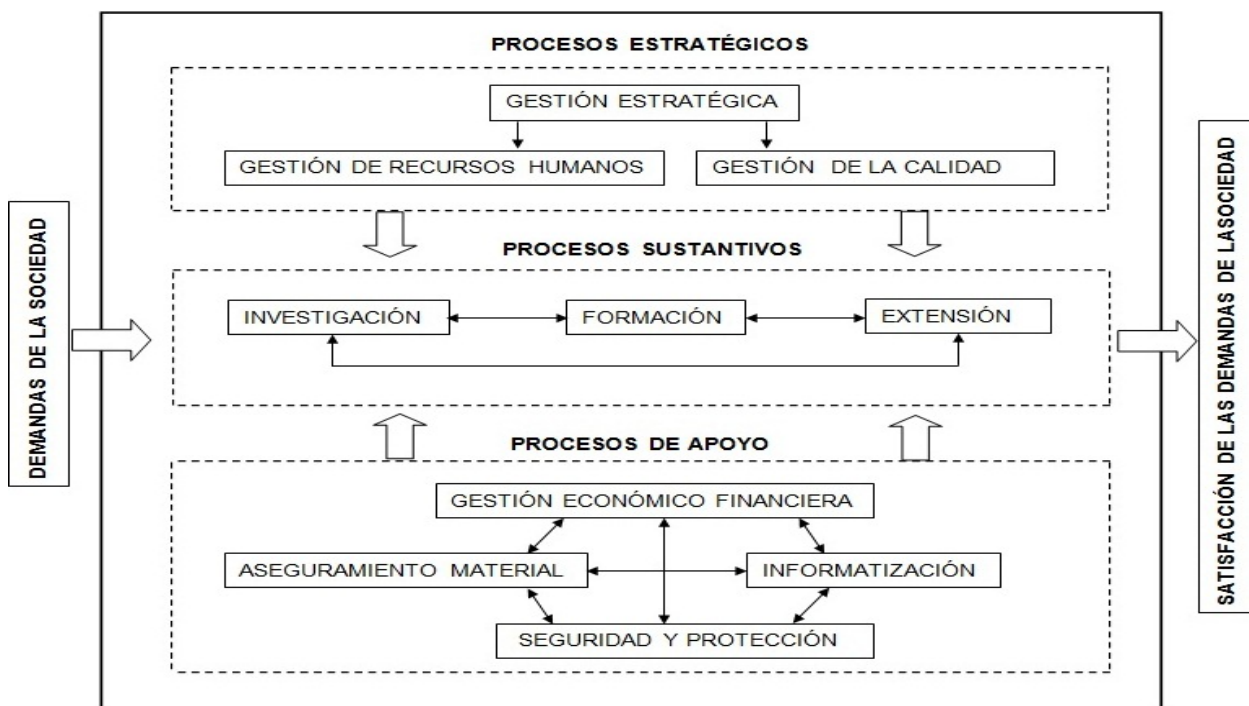 PROCESOS ESTRATÉGICOS
GESTIÓN ESTRATÉGICA
GESTIÓN DE RECURSOS HUMANOS
GESTIÓN DE LA CALIDAD
DEMANDAS DE LA SOCIEDAD
PROCESOS SUSTANTIVOS
INVESTIGACIÓN
FORMACIÓN
EXTENSIÓN
PROCESOS DE APOYO
GESTIÓN ECONÓMICO FINANCIERA
ASEGURAMIENTO MATERIAL
INFORMATIZACIÓN
SEGURIDAD Y PROTECCIÓN
SATISFACCIÓN DE LAS DEMANDAS DE LASOCIEDAD